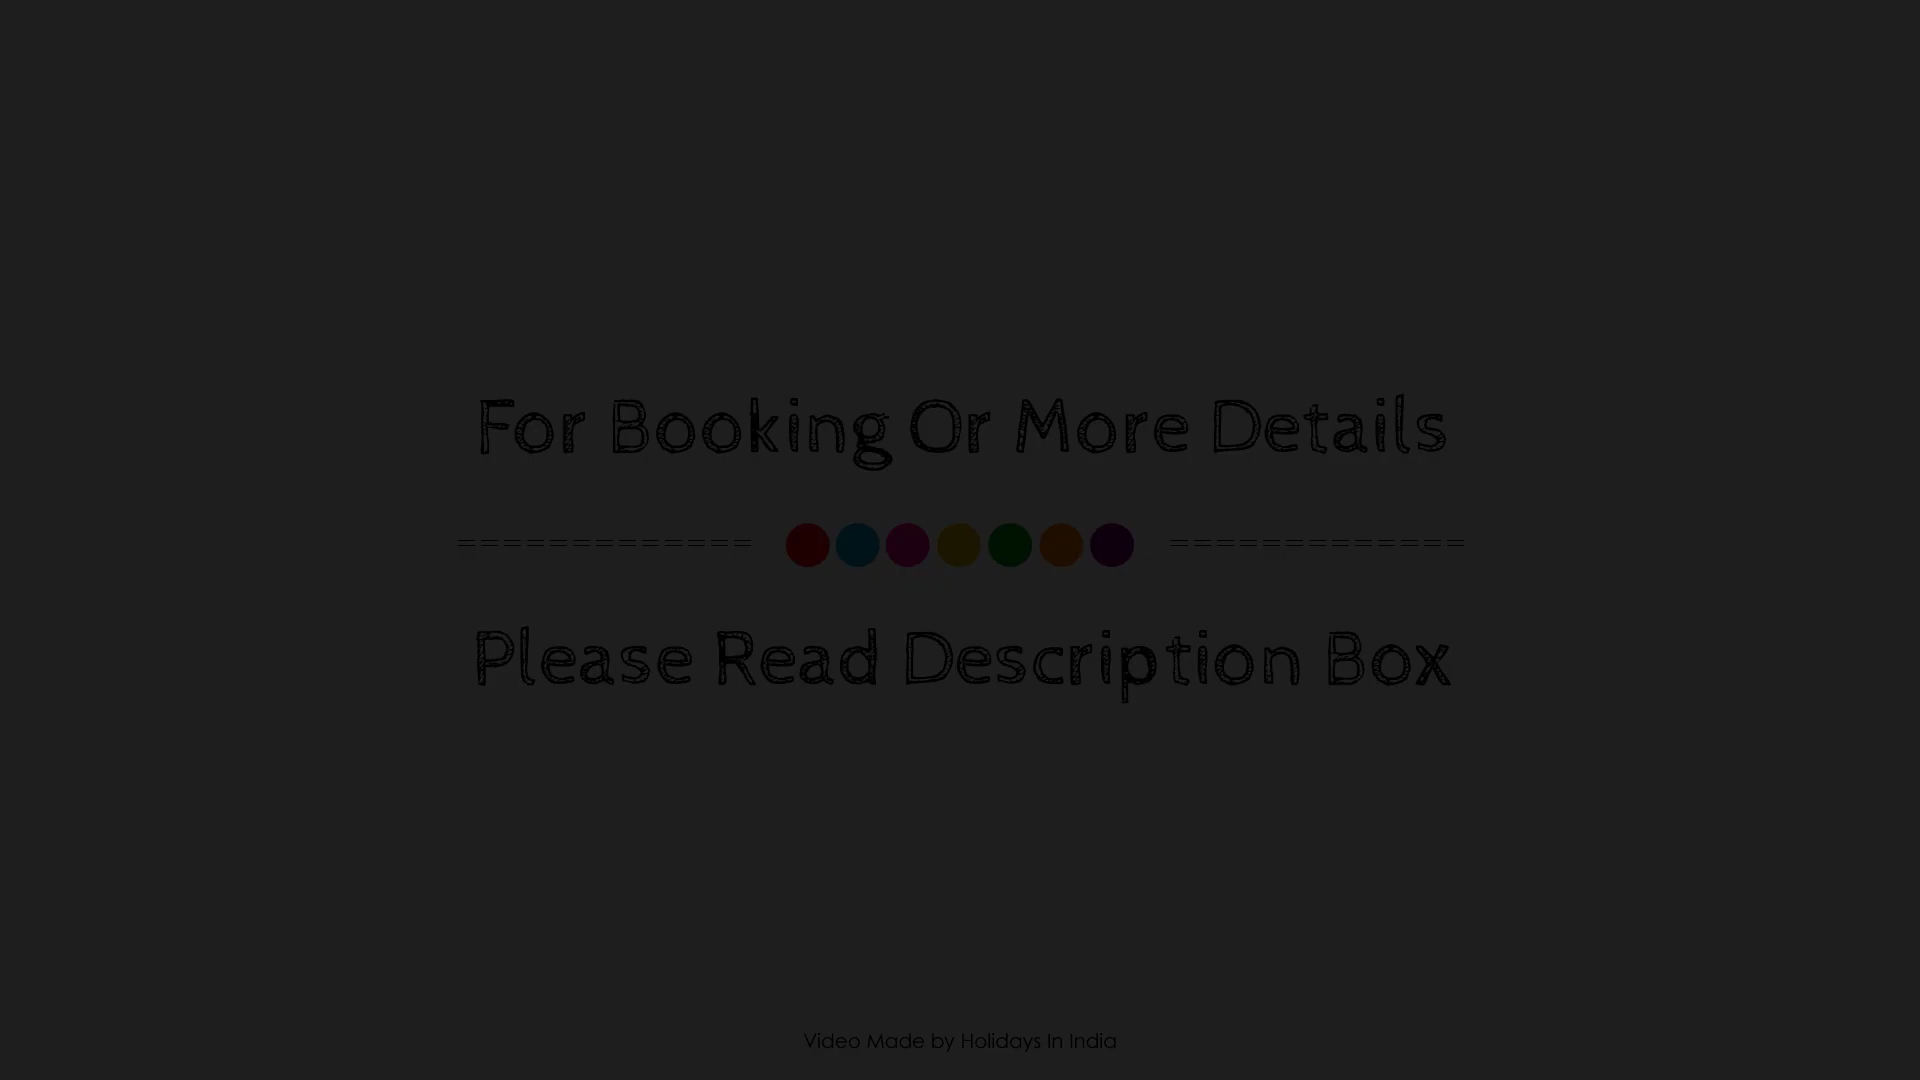 For Booking Or More Details
============= =============
Please Read Description Box
Video Made by Holidays In India